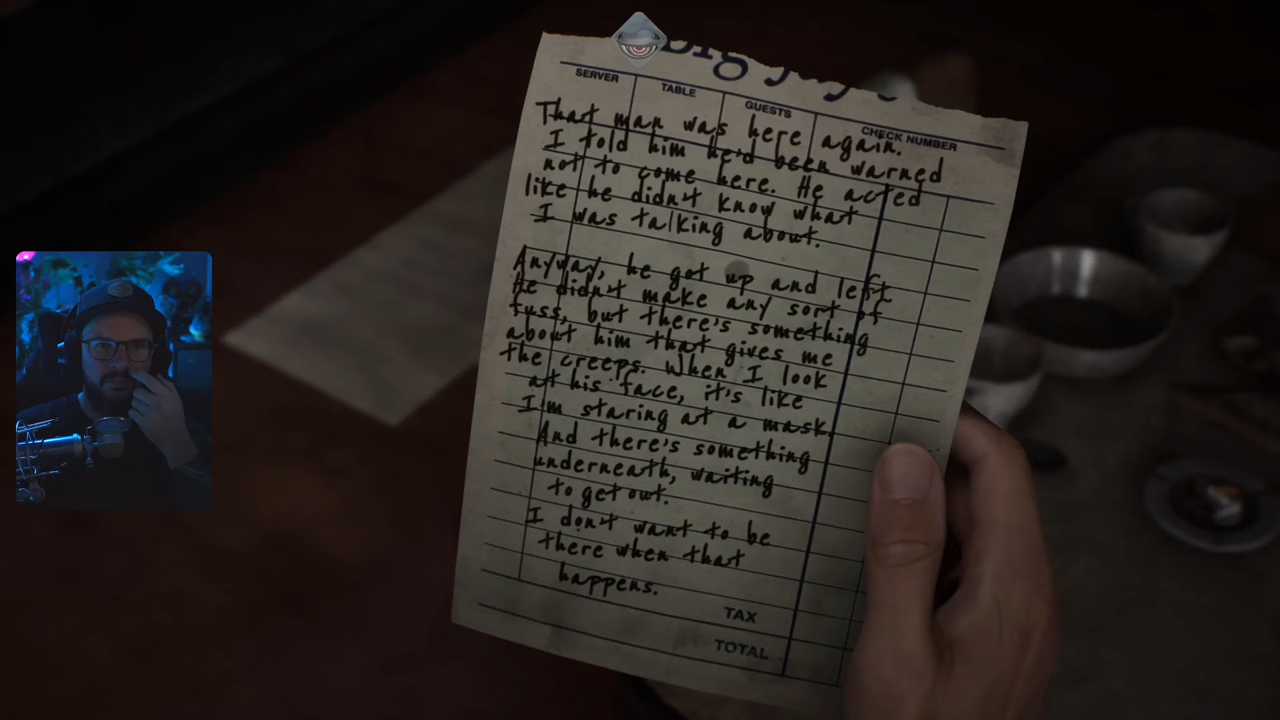 Big Jay's
SERVER TABLE GUESTS CHECK NUMBER
That man was here again.
I told him he'd been warned
not to come here. He acted
like he didn't know what
I was talking about.
Anyway, he got up and left
He didn't make any sort of
fuss, but there's something
about him that gives me
the creeps. When I look
at his face, it's like
I'm staring at a mask.
And there's something
underneath, waiting
to get out.
I don't want to be
there when that
happens.
TAX
TOTAL